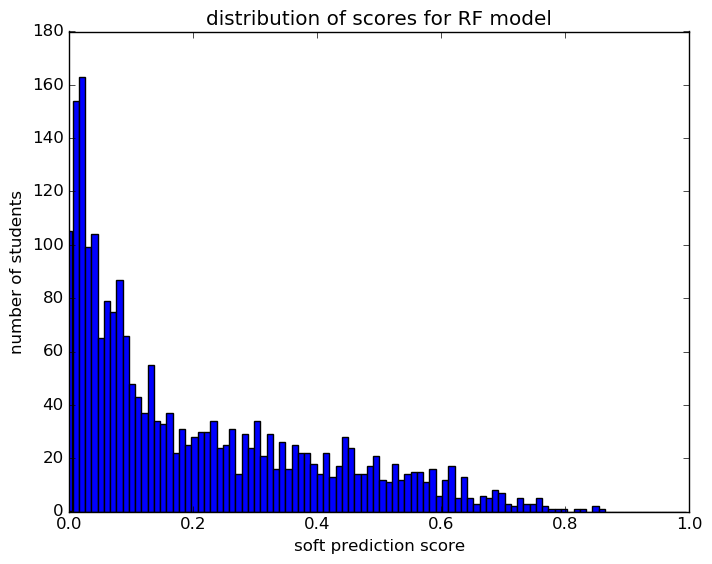 distribution of scores for RF model
180
160
140
120
100
80
60
40
20
0
number of students
0.0 0.2 0.4 0.6 0.8 1.0
soft prediction score